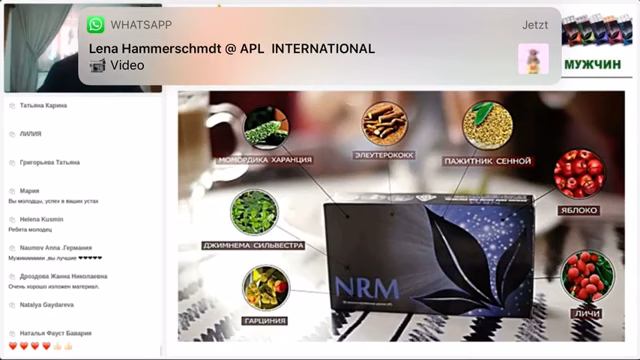 WHATSAPP
Jetzt
Lena Hammerschmdt @ APL INTERNATIONAL
Video
МУЖЧИН
Татьяна Карина
ЛИЛИЯ
Григорьева Татьяна
Мария
Вы молодцы, успех в ваших устах
Helena Kusmin
Ребята молодец
Naumov Anna .Германия
Мужиииииии ,вы лучшие ❤❤❤❤❤
Дроздова Жанна Николаевна
Очень хорошо изложен материал.
Natalya Gaydareva
Наталья Фауст Бавария
❤❤❤❤👍🏻👍🏻
МОМОРДИКА ХАРАНЦИЯ
ЭЛЕУТЕРОКОКК
ПАЖИТНИК СЕННОЙ
ЯБЛОКО
ДЖИМНЕМА СИЛЬВЕСТРА
ГАРЦИНИЯ
ЛИЧИ
NRM